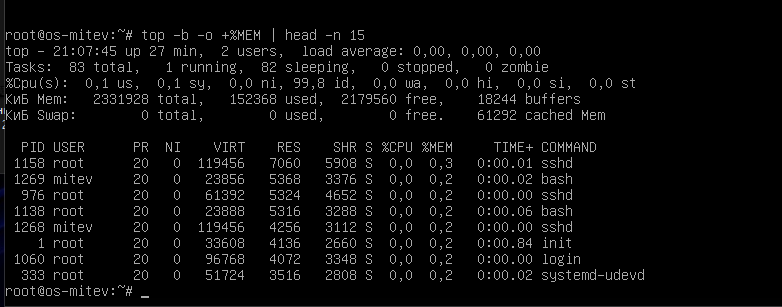 root@os-mitev:~# top -b -o +%MEM | head -n 15
top - 21:07:45 up 27 min,  2 users,  load average: 0,00, 0,00, 0,00
Tasks:  83 total,   1 running,  82 sleeping,   0 stopped,   0 zombie
%Cpu(s):  0,1 us,  0,1 sy,  0,0 ni, 99,8 id,  0,0 wa,  0,0 hi,  0,0 si,  0,0 st
КиБ Mem:   2331928 total,   152368 used,  2179560 free,    18244 buffers
КиБ Swap:        0 total,        0 used,        0 free.    61292 cached Mem
  PID USER      PR  NI    VIRT    RES    SHR S %CPU %MEM     TIME+ COMMAND
 1158 root      20   0  119456   7060   5908 S  0,0  0,3   0:00.01 sshd
 1269 mitev     20   0   23856   5368   3376 S  0,0  0,2   0:00.02 bash
  976 root      20   0   61392   5324   4652 S  0,0  0,2   0:00.00 sshd
 1138 root      20   0   23888   5316   3288 S  0,0  0,2   0:00.06 bash
 1268 mitev     20   0  119456   4256   3112 S  0,0  0,2   0:00.00 sshd
    1 root      20   0   33608   4136   2660 S  0,0  0,2   0:00.84 init
 1060 root      20   0   96768   4072   3348 S  0,0  0,2   0:00.00 login
  333 root      20   0   51724   3516   2808 S  0,0  0,2   0:00.02 systemd-udevd
root@os-mitev:~# _